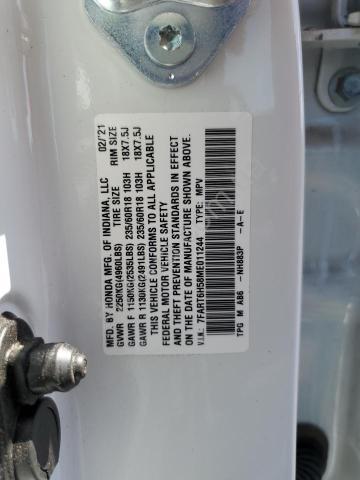 MFD. BY HONDA MFG. OF INDIANA, LLC 02/'21
GVWR 2250KG(4960LBS) TIRE SIZE RIM SIZE
GAWR F 1150KG(2535LBS) 235/60R18 103H 18X7.5J
GAWR R 1130KG(2491LBS) 235/60R18 103H 18X7.5J
THIS VEHICLE CONFORMS TO ALL APPLICABLE
FEDERAL MOTOR VEHICLE SAFETY
AND THEFT PREVENTION STANDARDS IN EFFECT
ON THE DATE OF MANUFACTURE SHOWN ABOVE.
V.I.N.: 7FART6H58ME011244 TYPE: MPV
TPG M A86 -NH883P -A-E